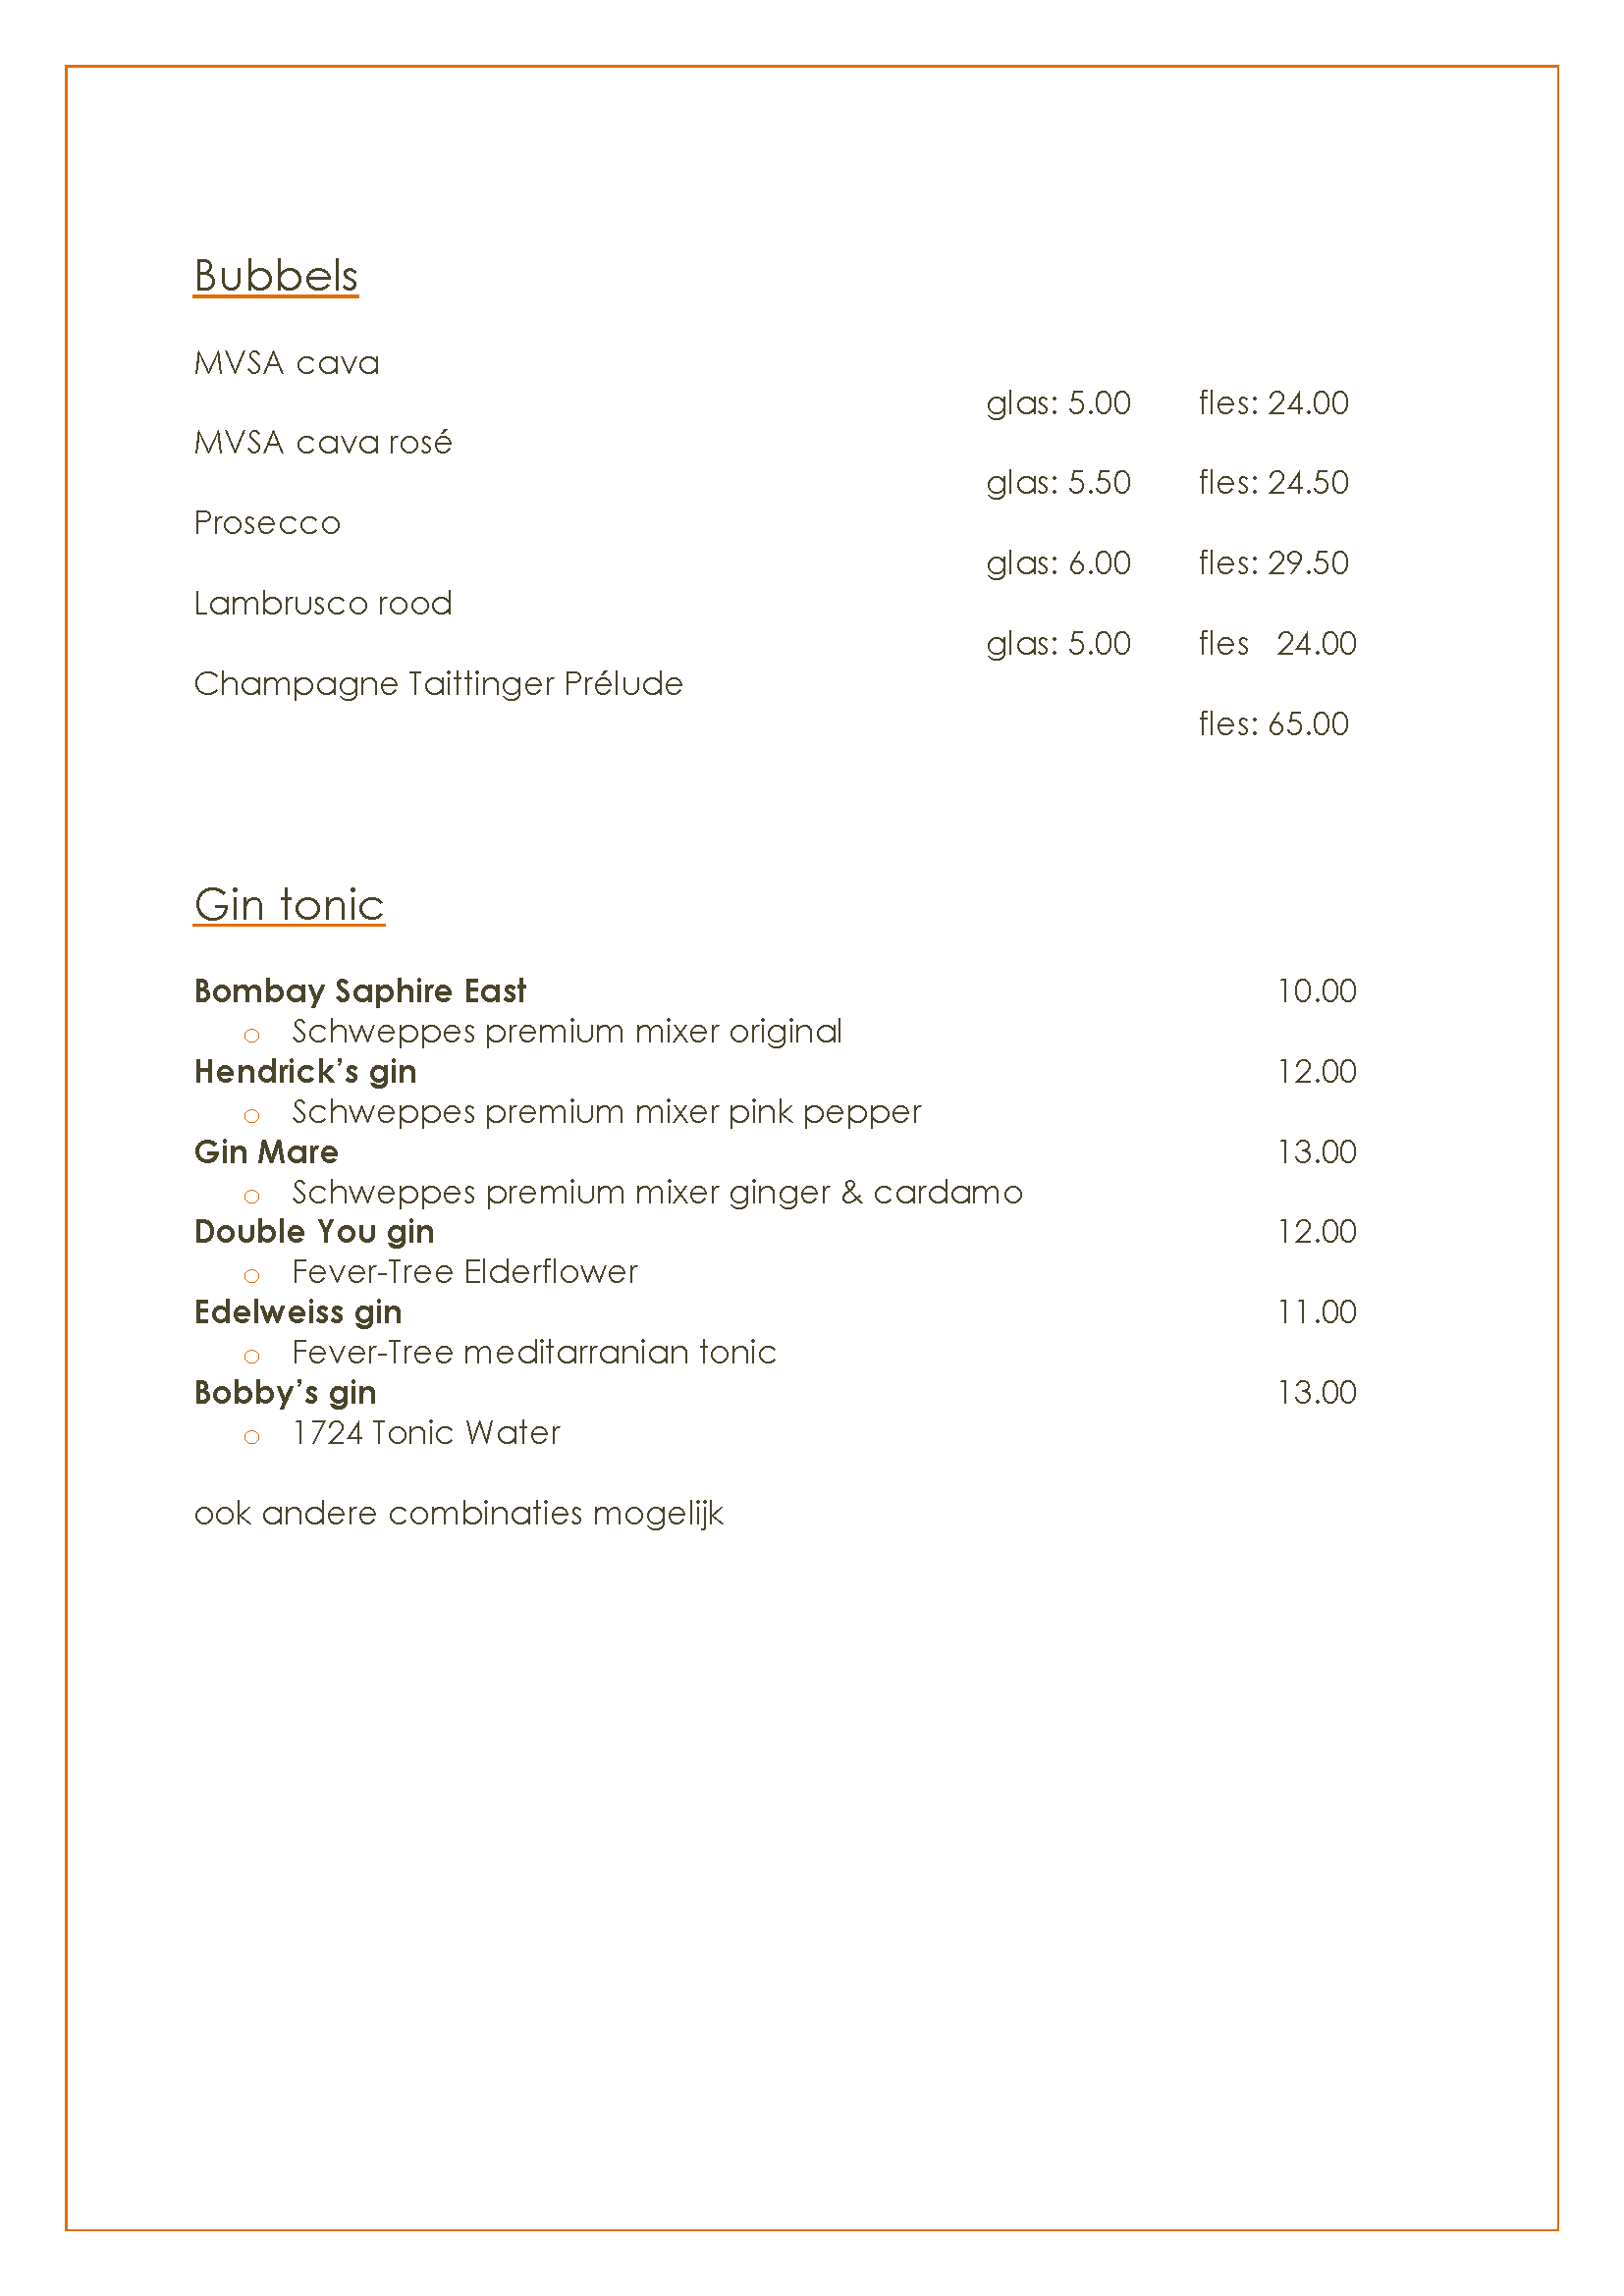 Bubbels
MVSA cava
glas: 5.00 fles: 24.00
MVSA cava rosé
glas: 5.50 fles: 24.50
Prosecco
glas: 6.00 fles: 29.50
Lambrusco rood
glas: 5.00 fles 24.00
Champagne Taittinger Prélude
fles: 65.00
Gin tonic
Bombay Saphire East 10.00
o Schweppes premium mixer original
Hendrick’s gin 12.00
o Schweppes premium mixer pink pepper
Gin Mare 13.00
o Schweppes premium mixer ginger & cardamo
Double You gin 12.00
o Fever-Tree Elderflower
Edelweiss gin 11.00
o Fever-Tree meditarranian tonic
Bobby’s gin 13.00
o 1724 Tonic Water
ook andere combinaties mogelijk